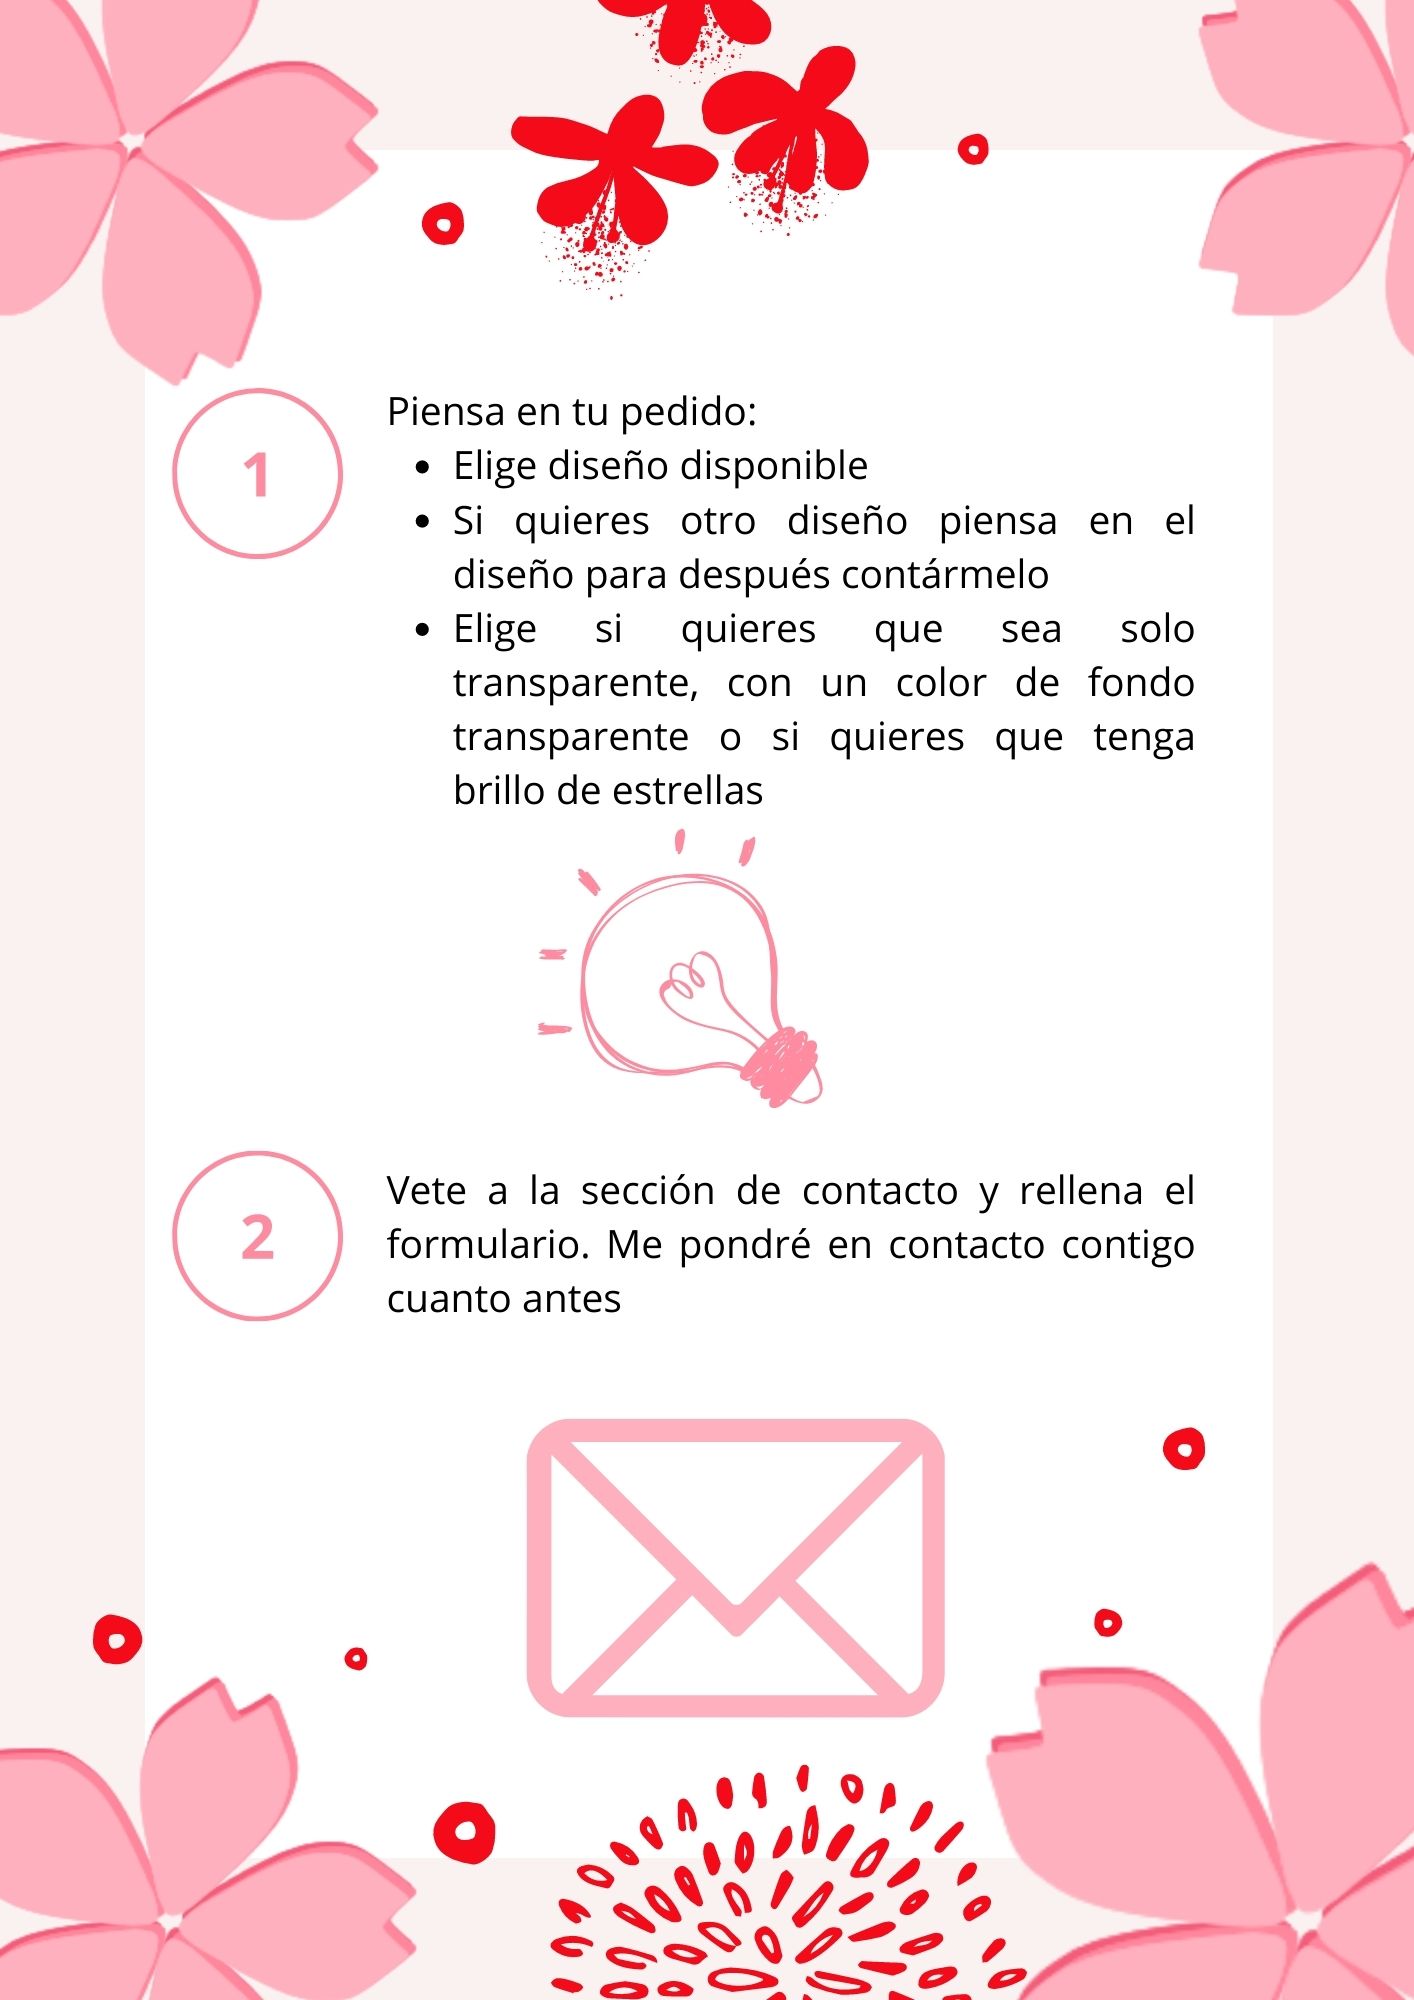 1
Piensa en tu pedido:
• Elige diseño disponible
• Si quieres otro diseño piensa en el
diseño para después contármelo
• Elige si quieres que sea solo
transparente, con un color de fondo
transparente o si quieres que tenga
brillo de estrellas
2
Vete a la sección de contacto y rellena el
formulario. Me pondré en contacto contigo
cuanto antes